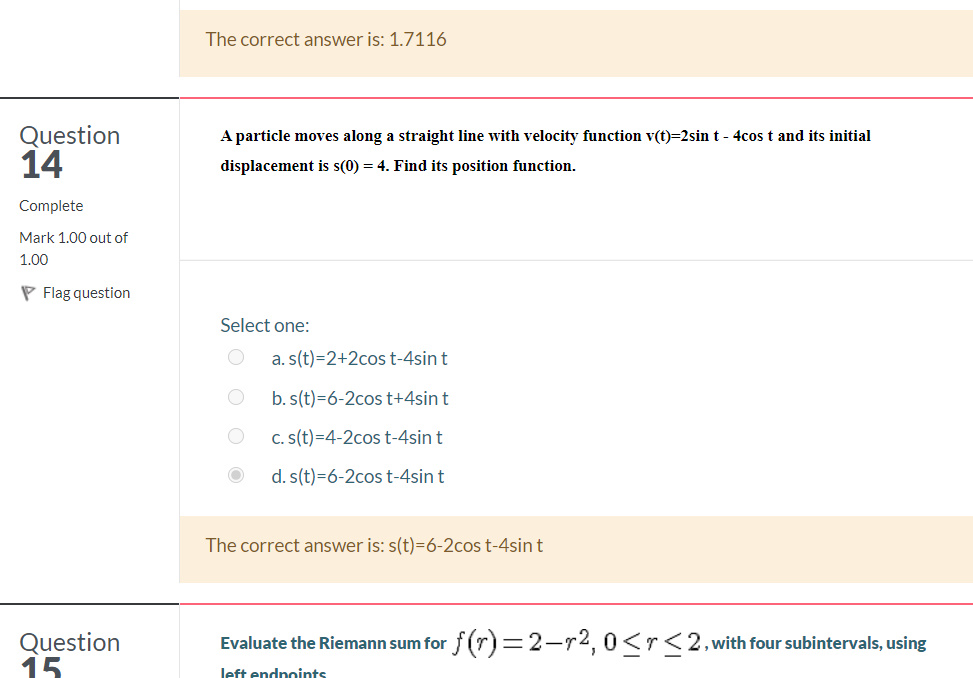 The correct answer is: 1.7116
Question
14
Complete
Mark 1.00 out of
1.00
Flag question
A particle moves along a straight line with velocity function v(t)=2sin t - 4cos t and its initial
displacement is s(0) = 4. Find its position function.
Select one:
a. s(t)=2+2cos t-4sin t
b. s(t)=6-2cos t+4sin t
c. s(t)=4-2cos t-4sin t
d. s(t)=6-2cos t-4sin t
The correct answer is: s(t)=6-2cos t-4sin t
Question
15
Evaluate the Riemann sum for f(r)=2−r², 0≤r≤2, with four subintervals, using
left endpoints